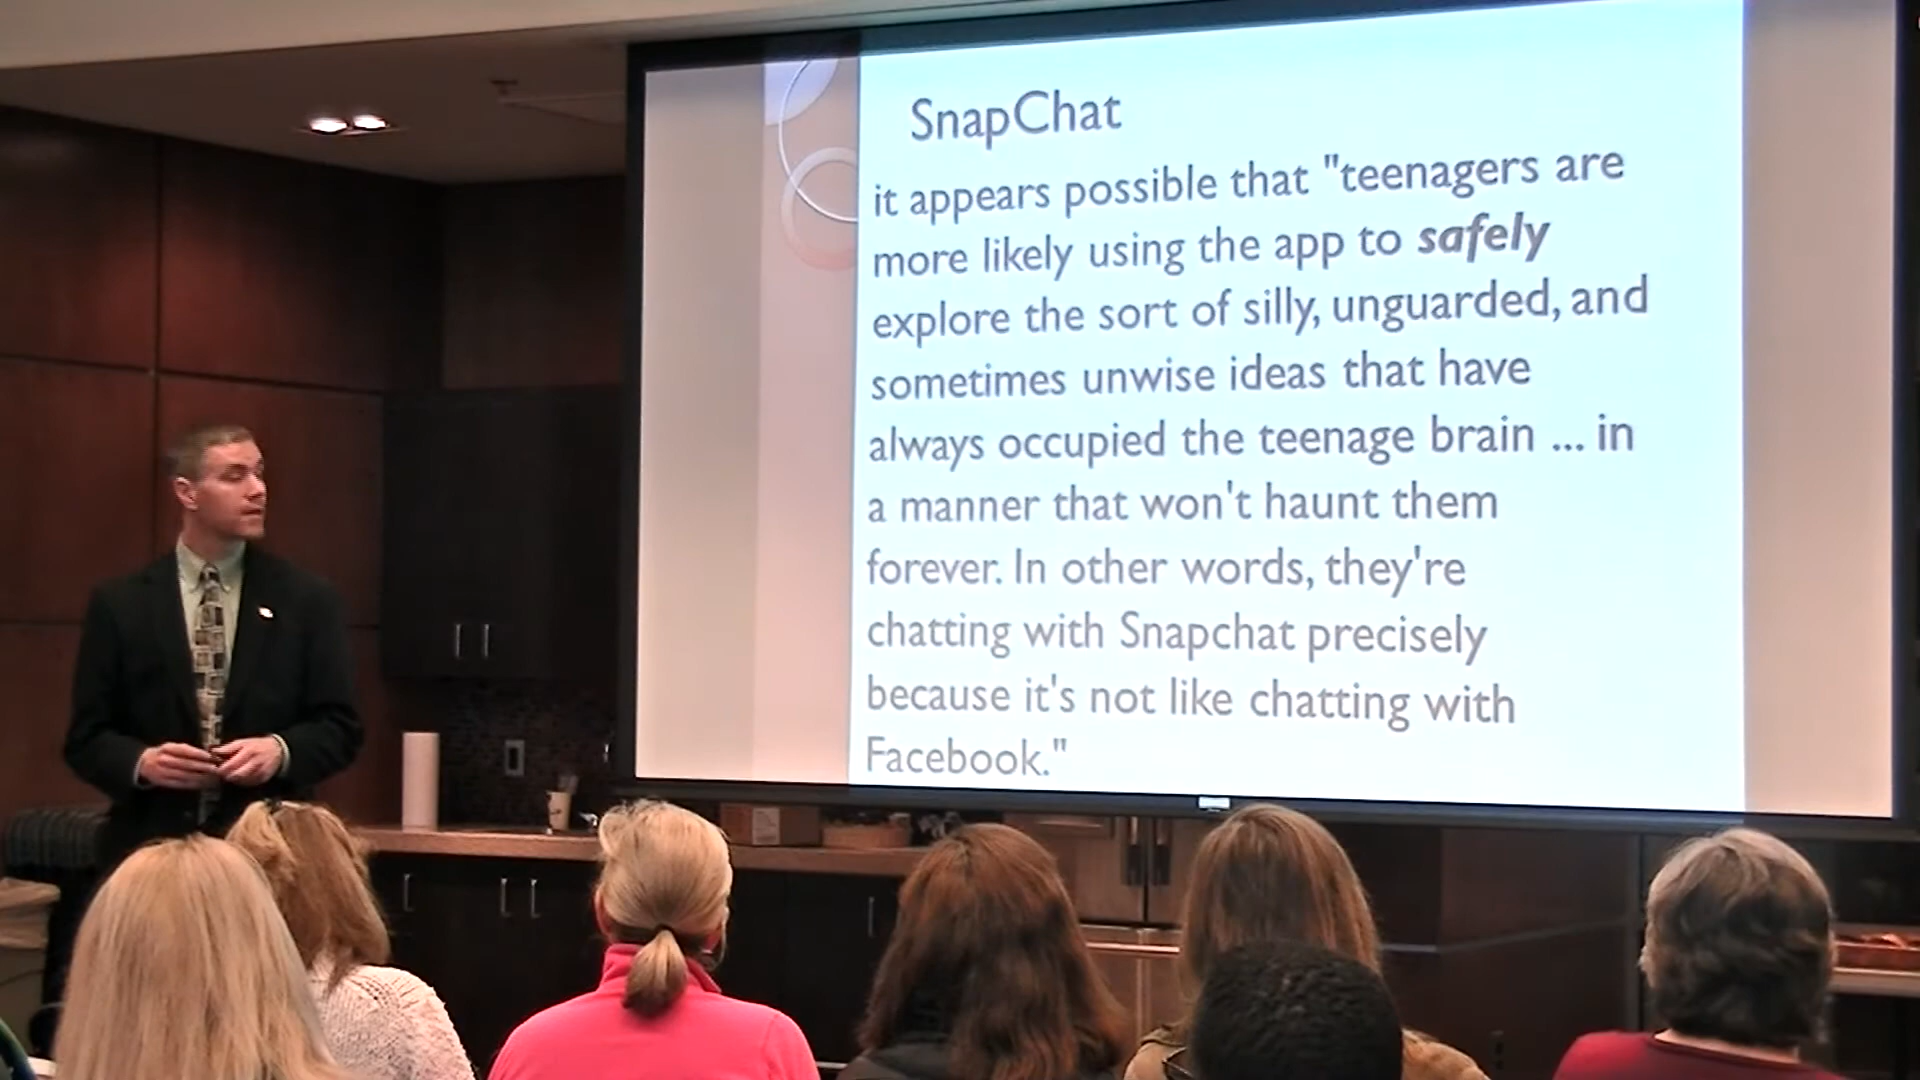 SnapChat
it appears possible that "teenagers are
more likely using the app to safely
explore the sort of silly, unguarded, and
sometimes unwise ideas that have
always occupied the teenage brain ... in
a manner that won't haunt them
forever. In other words, they're
chatting with Snapchat precisely
because it's not like chatting with
Facebook."